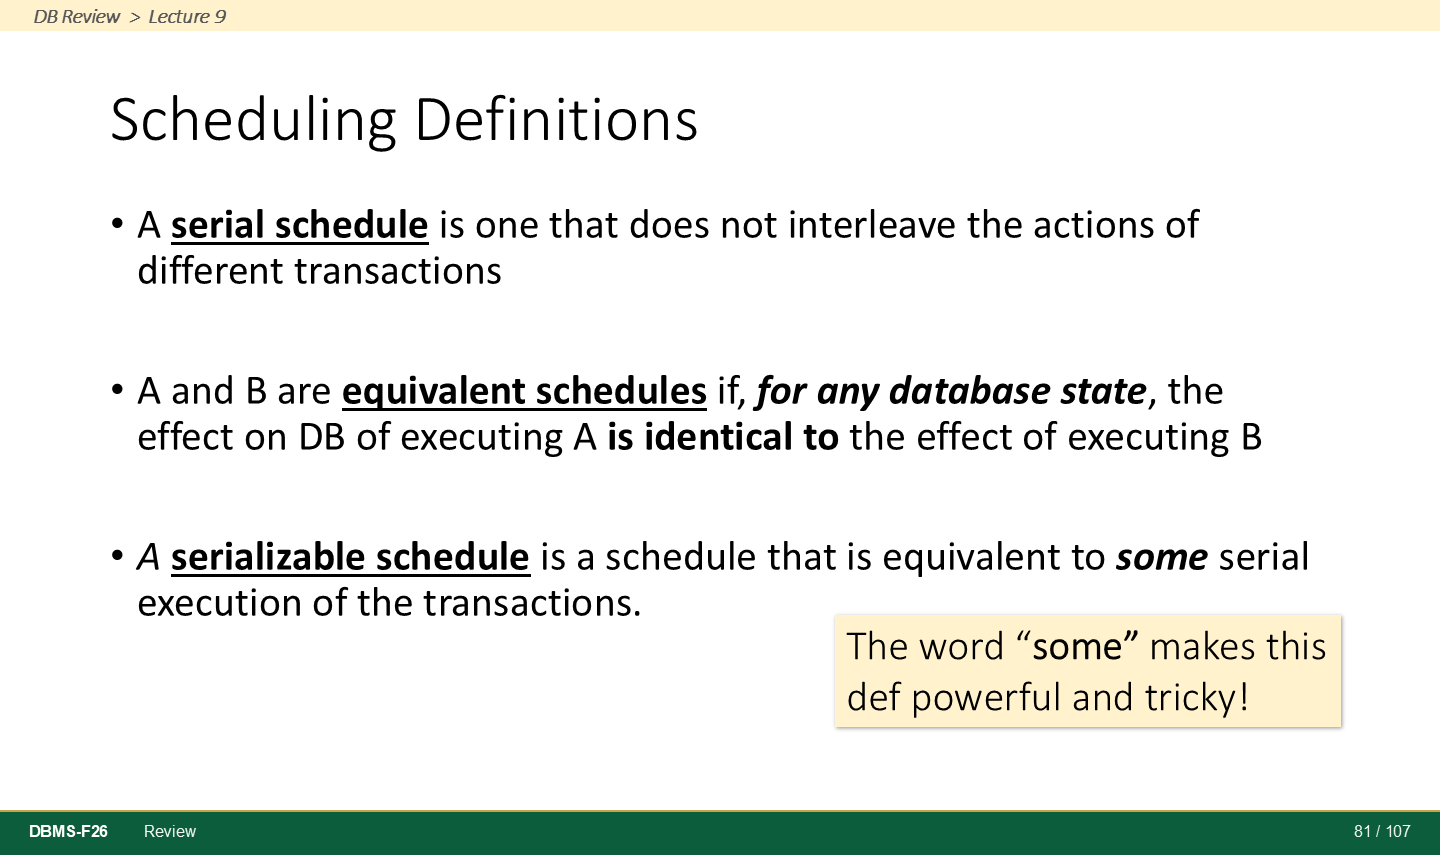 DB Review > Lecture 9
Scheduling Definitions
• A serial schedule is one that does not interleave the actions of
different transactions
• A and B are equivalent schedules if, for any database state, the
effect on DB of executing A is identical to the effect of executing B
• A serializable schedule is a schedule that is equivalent to some serial
execution of the transactions.
The word “some” makes this
def powerful and tricky!
DBMS-F26 Review 81 / 107